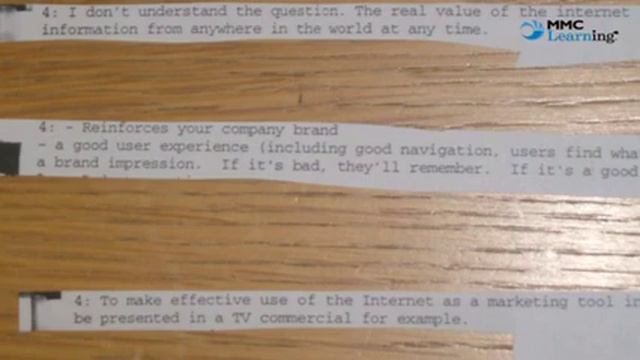 4: I don't understand the question. The real value of the internet
information from anywhere in the world at any time.
MMC
Learning
4: - Reinforces your company brand
- a good user experience (including good navigation, users find wha
a brand impression. If it's bad, they'll remember. If it's a good
4: To make effective use of the Internet as a marketing tool in
be presented in a TV commercial for example.